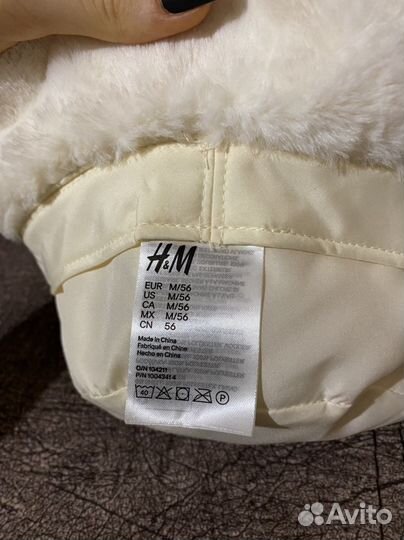 H&M
EUR M/56
US M/56
CA M/56
MX M/56
CN 56
Made in China
Fabriqué en Chine
Hecho en China
O/N 104211
P/N 10043414
40
P
Avito